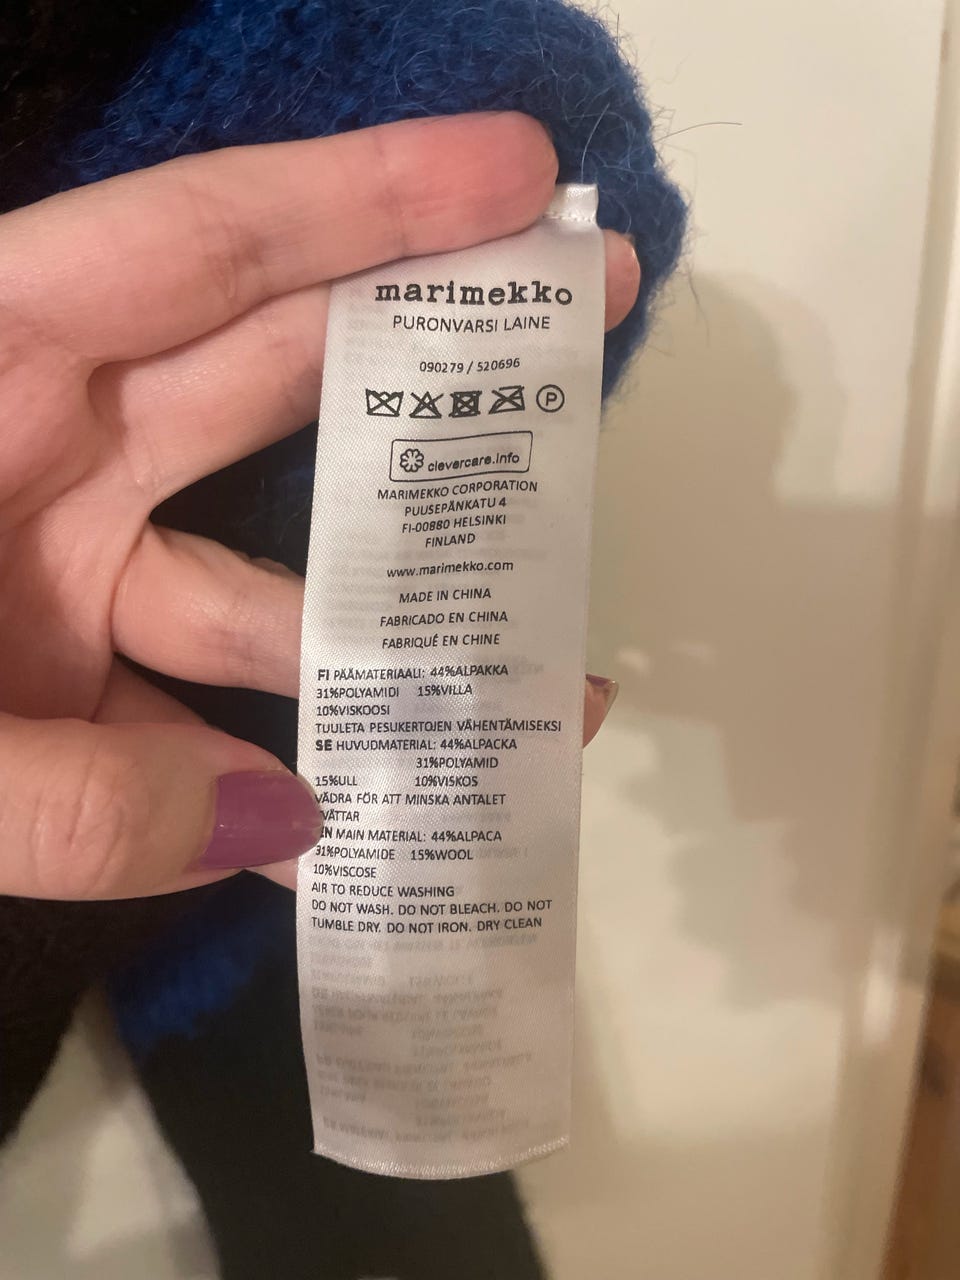 marimekko
PURONVARSI LAINE
090279 / 520696
P
clevercare.info
MARIMEKKO CORPORATION
PUUSEPÄNKATU 4
FI-00880 HELSINKI
FINLAND
www.marimekko.com
MADE IN CHINA
FABRICADO EN CHINA
FABRIQUÉ EN CHINE
FI PÄÄMATERIAALI: 44%ALPAKKA
31%POLYAMIDI 15%VILLA
10%VISKOOSI
TUULETA PESUKERTOJEN VÄHENTÄMISEKSI
SE HUVUDMATERIAL: 44%ALPACKA
31%POLYAMID
15%ULL 10%VISKOS
VÄDRA FÖR ATT MINSKA ANTALET
TVÄTTAR
EN MAIN MATERIAL: 44%ALPACA
31%POLYAMIDE 15%WOOL
10%VISCOSE
AIR TO REDUCE WASHING
DO NOT WASH. DO NOT BLEACH. DO NOT
TUMBLE DRY. DO NOT IRON. DRY CLEAN